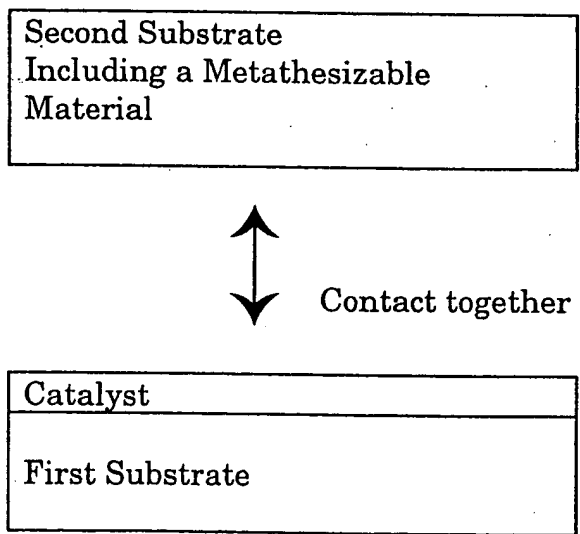 Second Substrate
Including a Metathesizable
Material
Contact together
Catalyst
First Substrate